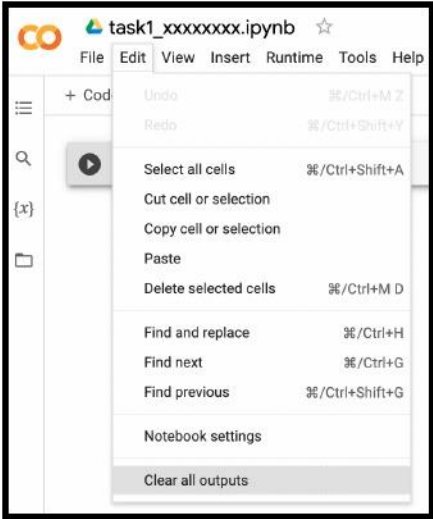 CO task1_xxxxxxxx.ipynb
File Edit View Insert Runtime Tools Help
+ Cod
Undo ⌘/Ctrl+M Z
Redo ⌘/Ctrl+Shift+Y
Select all cells ⌘/Ctrl+Shift+A
Cut cell or selection
{x}
Copy cell or selection
Paste
Delete selected cells ⌘/Ctrl+M D
Find and replace ⌘/Ctrl+H
Find next ⌘/Ctrl+G
Find previous ⌘/Ctrl+Shift+G
Notebook settings
Clear all outputs